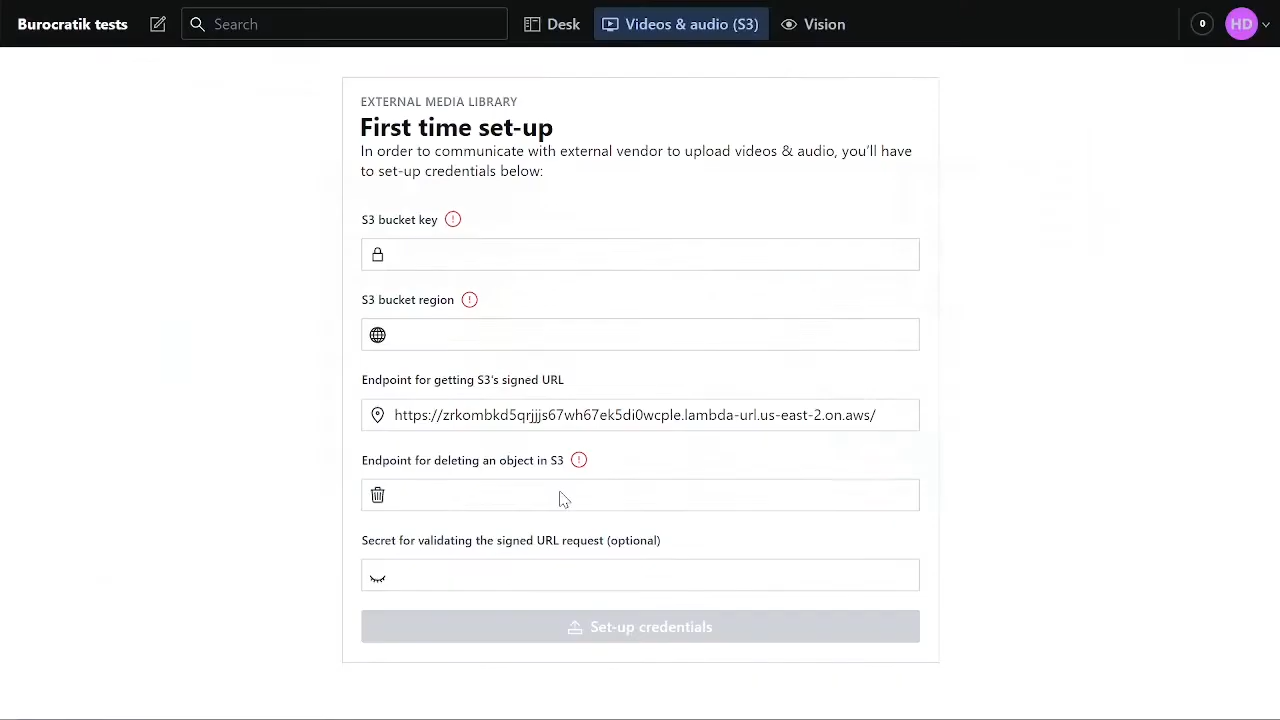 Burocratik tests
Search
Desk
Videos & audio (S3)
Vision
0
HD
EXTERNAL MEDIA LIBRARY
First time set-up
In order to communicate with external vendor to upload videos & audio, you'll have
to set-up credentials below:
S3 bucket key
S3 bucket region
Endpoint for getting S3's signed URL
https://zrkombkd5qrjjjs67wh67ek5di0wcple.lambda-url.us-east-2.on.aws/
Endpoint for deleting an object in S3
Secret for validating the signed URL request (optional)
Set-up credentials